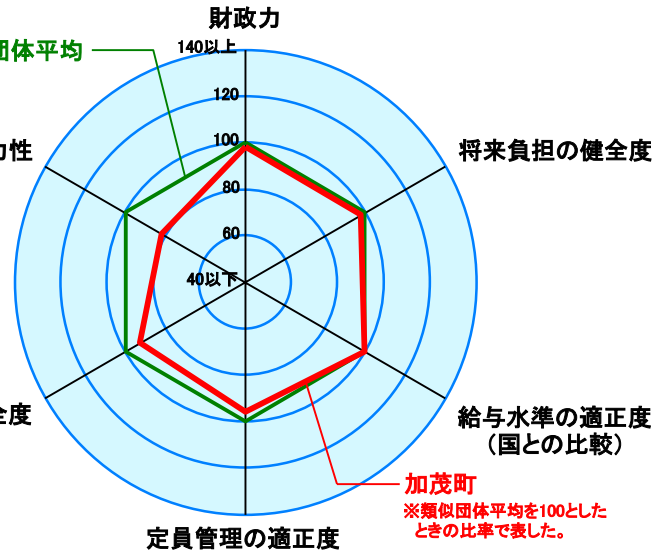 財政力
140以上
団体平均
120
100
力性
将来負担の健全度
80
60
40以下
全度
給与水準の適正度
（国との比較）
加茂町
※類似団体平均を100とした
ときの比率で表した。
定員管理の適正度